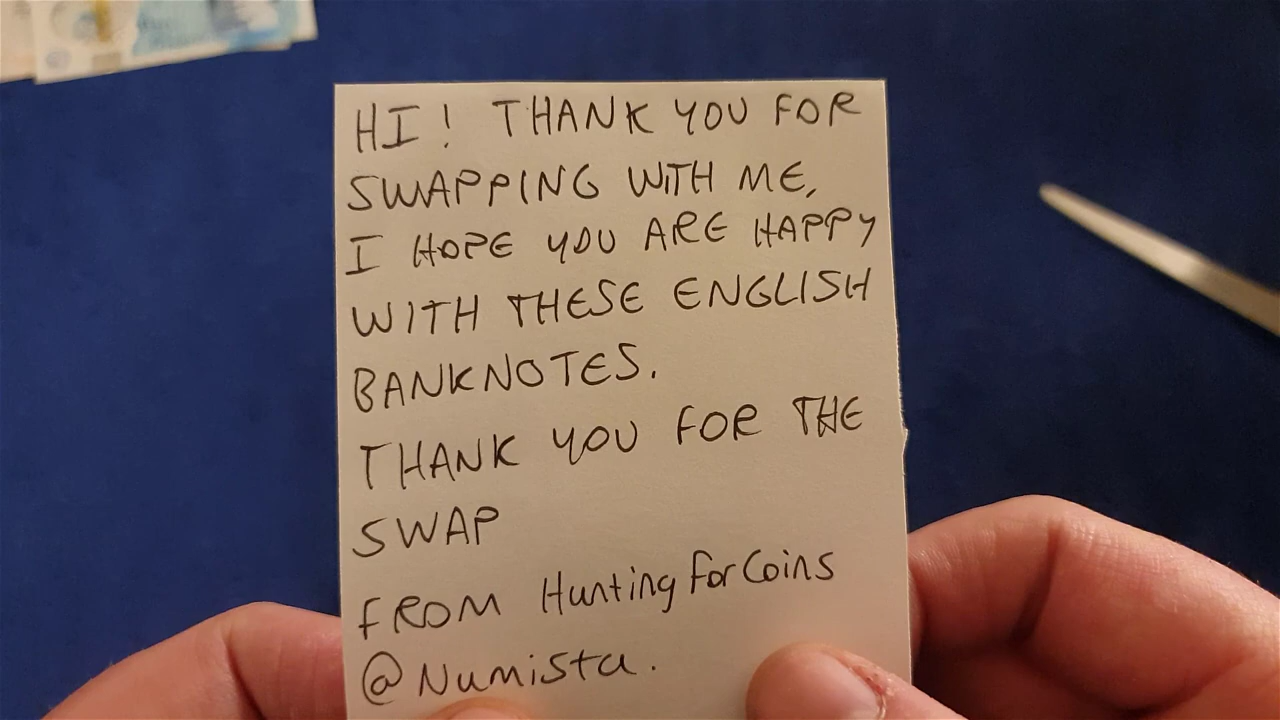 HI! THANK YOU FOR
SWAPPING WITH ME,
I HOPE YOU ARE HAPPY
WITH THESE ENGLISH
BANKNOTES.
THANK YOU FOR THE
SWAP
FROM HuntingForCoins
@Numista.